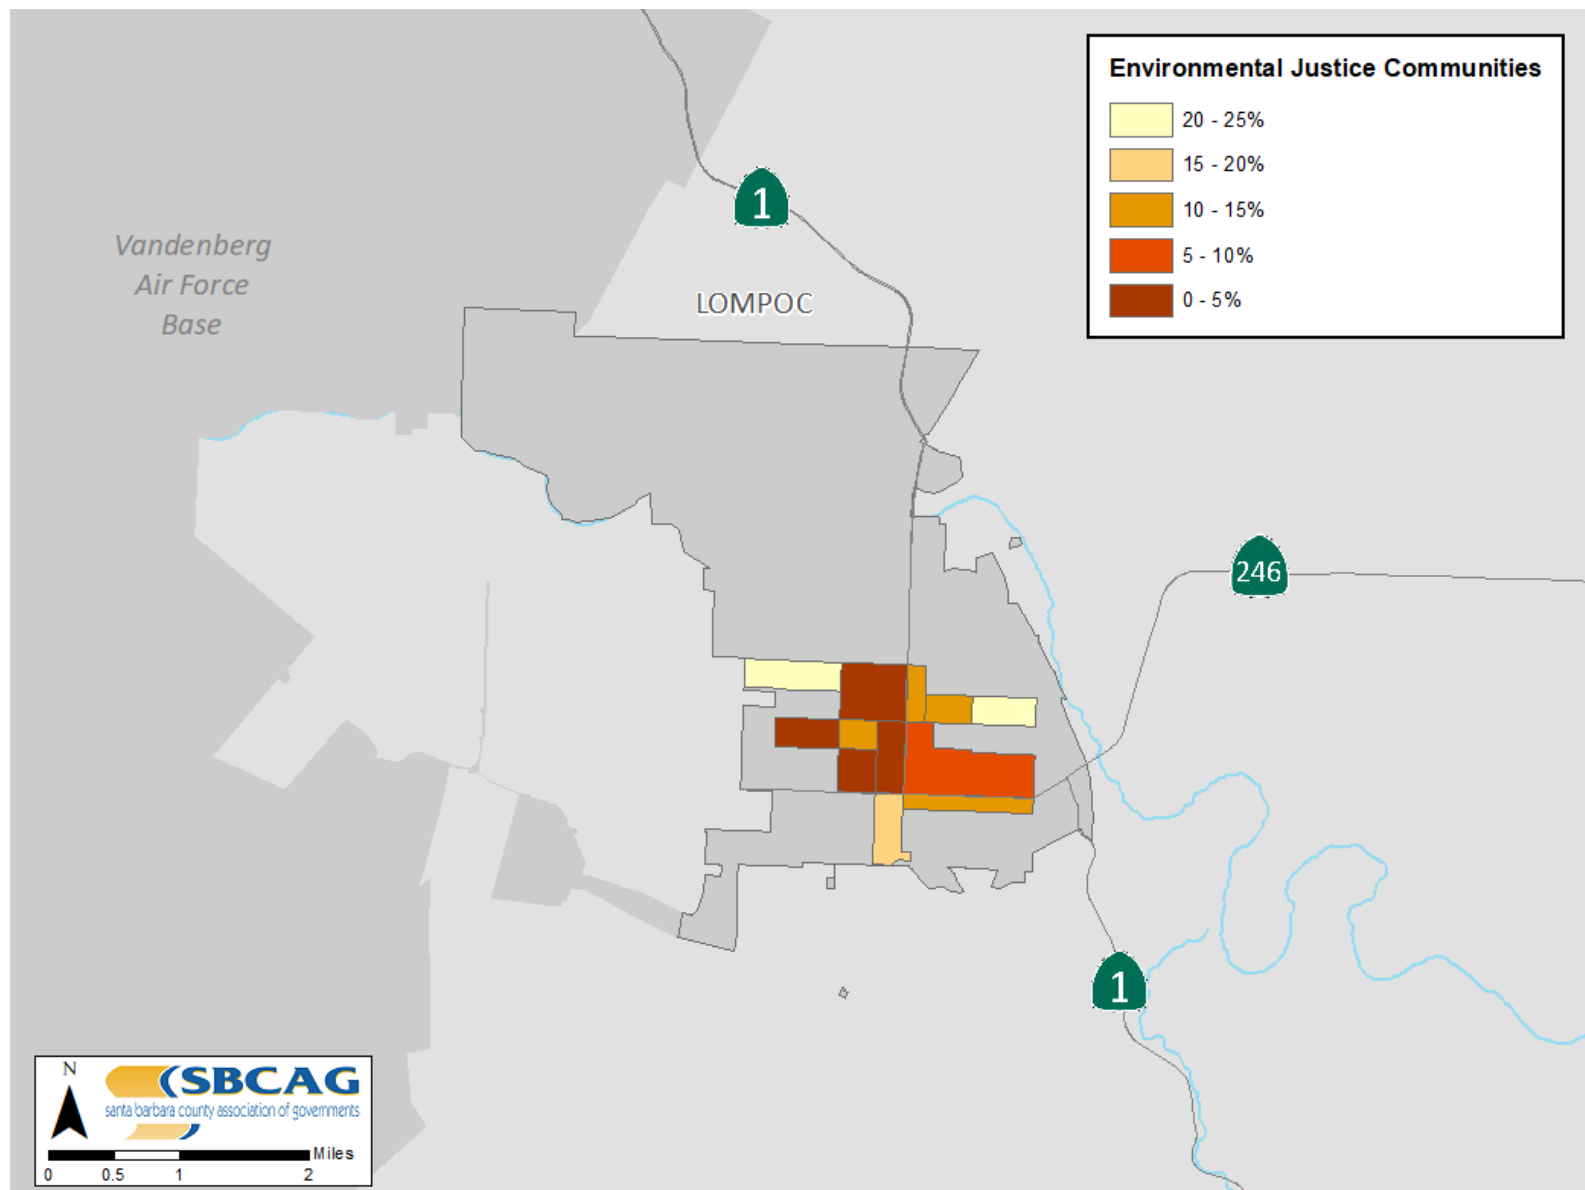 Environmental Justice Communities
20 - 25%
15 - 20%
10 - 15%
5 - 10%
0 - 5%
1
Vandenberg
Air Force
Base
LOMPOC
246
1
N
SBCAG
santa barbara county association of governments
Miles
0 0.5 1 2